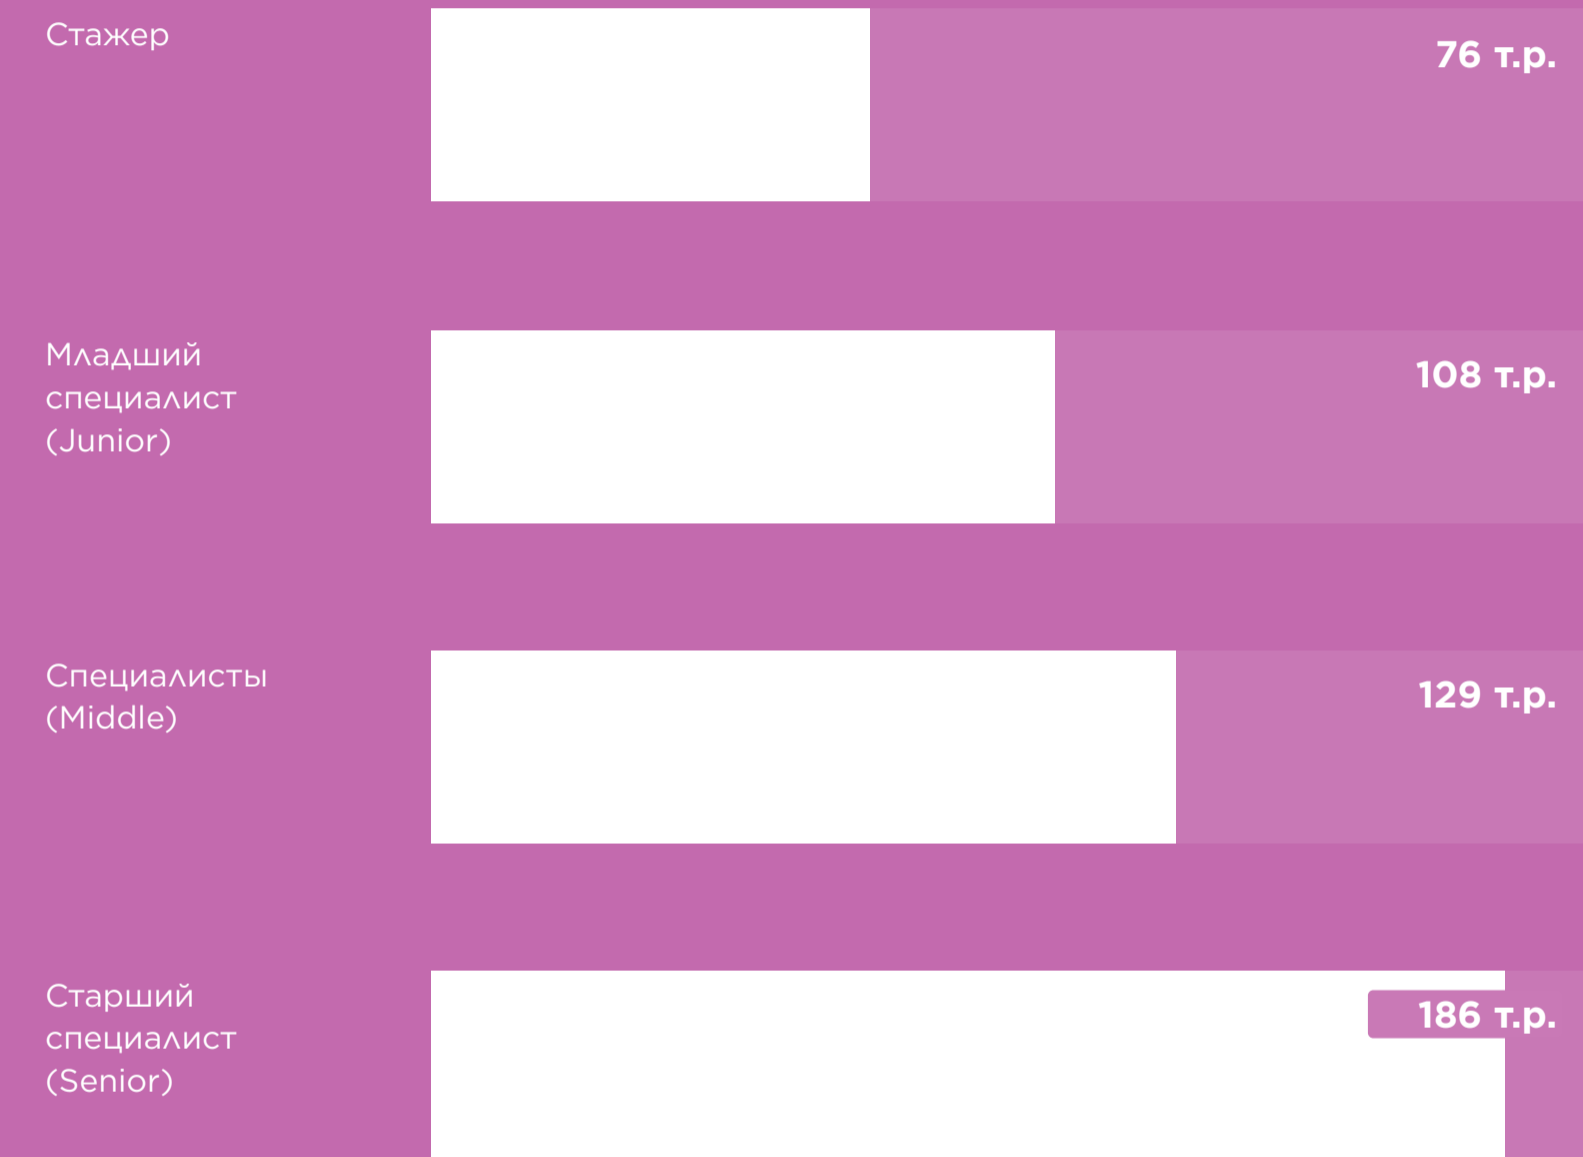 Стажер
76 т.р.
Младший
специалист
(Junior)
108 т.р.
Специалисты
(Middle)
129 т.р.
Старший
специалист
(Senior)
186 т.р.